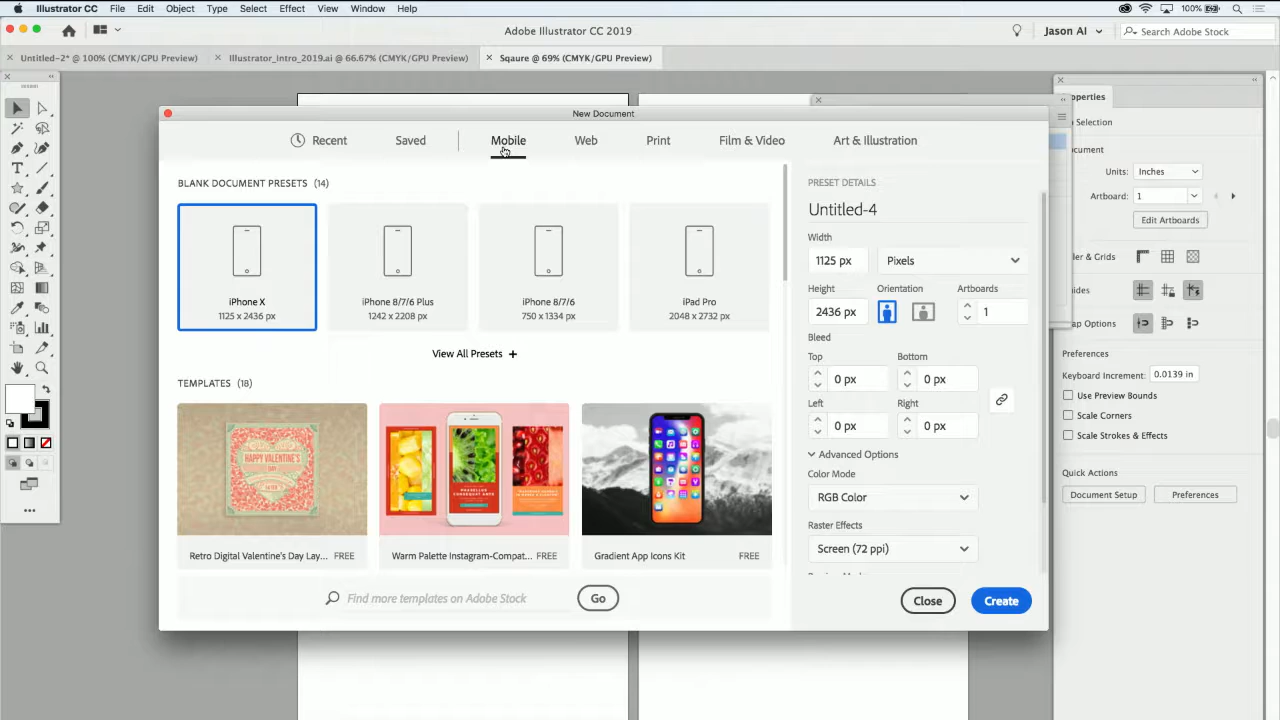 Illustrator CC File Edit Object Type Select Effect View Window Help 100%
Adobe Illustrator CC 2019 Jason AI Search Adobe Stock
Untitled-2* @ 100% (CMYK/GPU Preview) Illustrator_Intro_2019.ai @ 66.67% (CMYK/GPU Preview) Sqaure @ 69% (CMYK/GPU Preview)
New Document
Recent Saved Mobile Web Print Film & Video Art & Illustration
BLANK DOCUMENT PRESETS (14)
iPhone X
1125 x 2436 px
iPhone 8/7/6 Plus
1242 x 2208 px
iPhone 8/7/6
750 x 1334 px
iPad Pro
2048 x 2732 px
View All Presets +
TEMPLATES (18)
HAPPY VALENTINE'S
DAY
Retro Digital Valentine's Day Lay... FREE
Warm Palette Instagram-Compat... FREE
Gradient App Icons Kit FREE
Find more templates on Adobe Stock Go
PRESET DETAILS
Untitled-4
Width
1125 px Pixels
Height Orientation Artboards
2436 px 1
Bleed
Top Bottom
0 px 0 px
Left Right
0 px 0 px
Advanced Options
Color Mode
RGB Color
Raster Effects
Screen (72 ppi)
Close Create
roperties
Selection
ocument
Units: Inches
Artboard: 1
Edit Artboards
ler & Grids
uides
ap Options
Preferences
Keyboard Increment: 0.0139 in
Use Preview Bounds
Scale Corners
Scale Strokes & Effects
Quick Actions
Document Setup Preferences